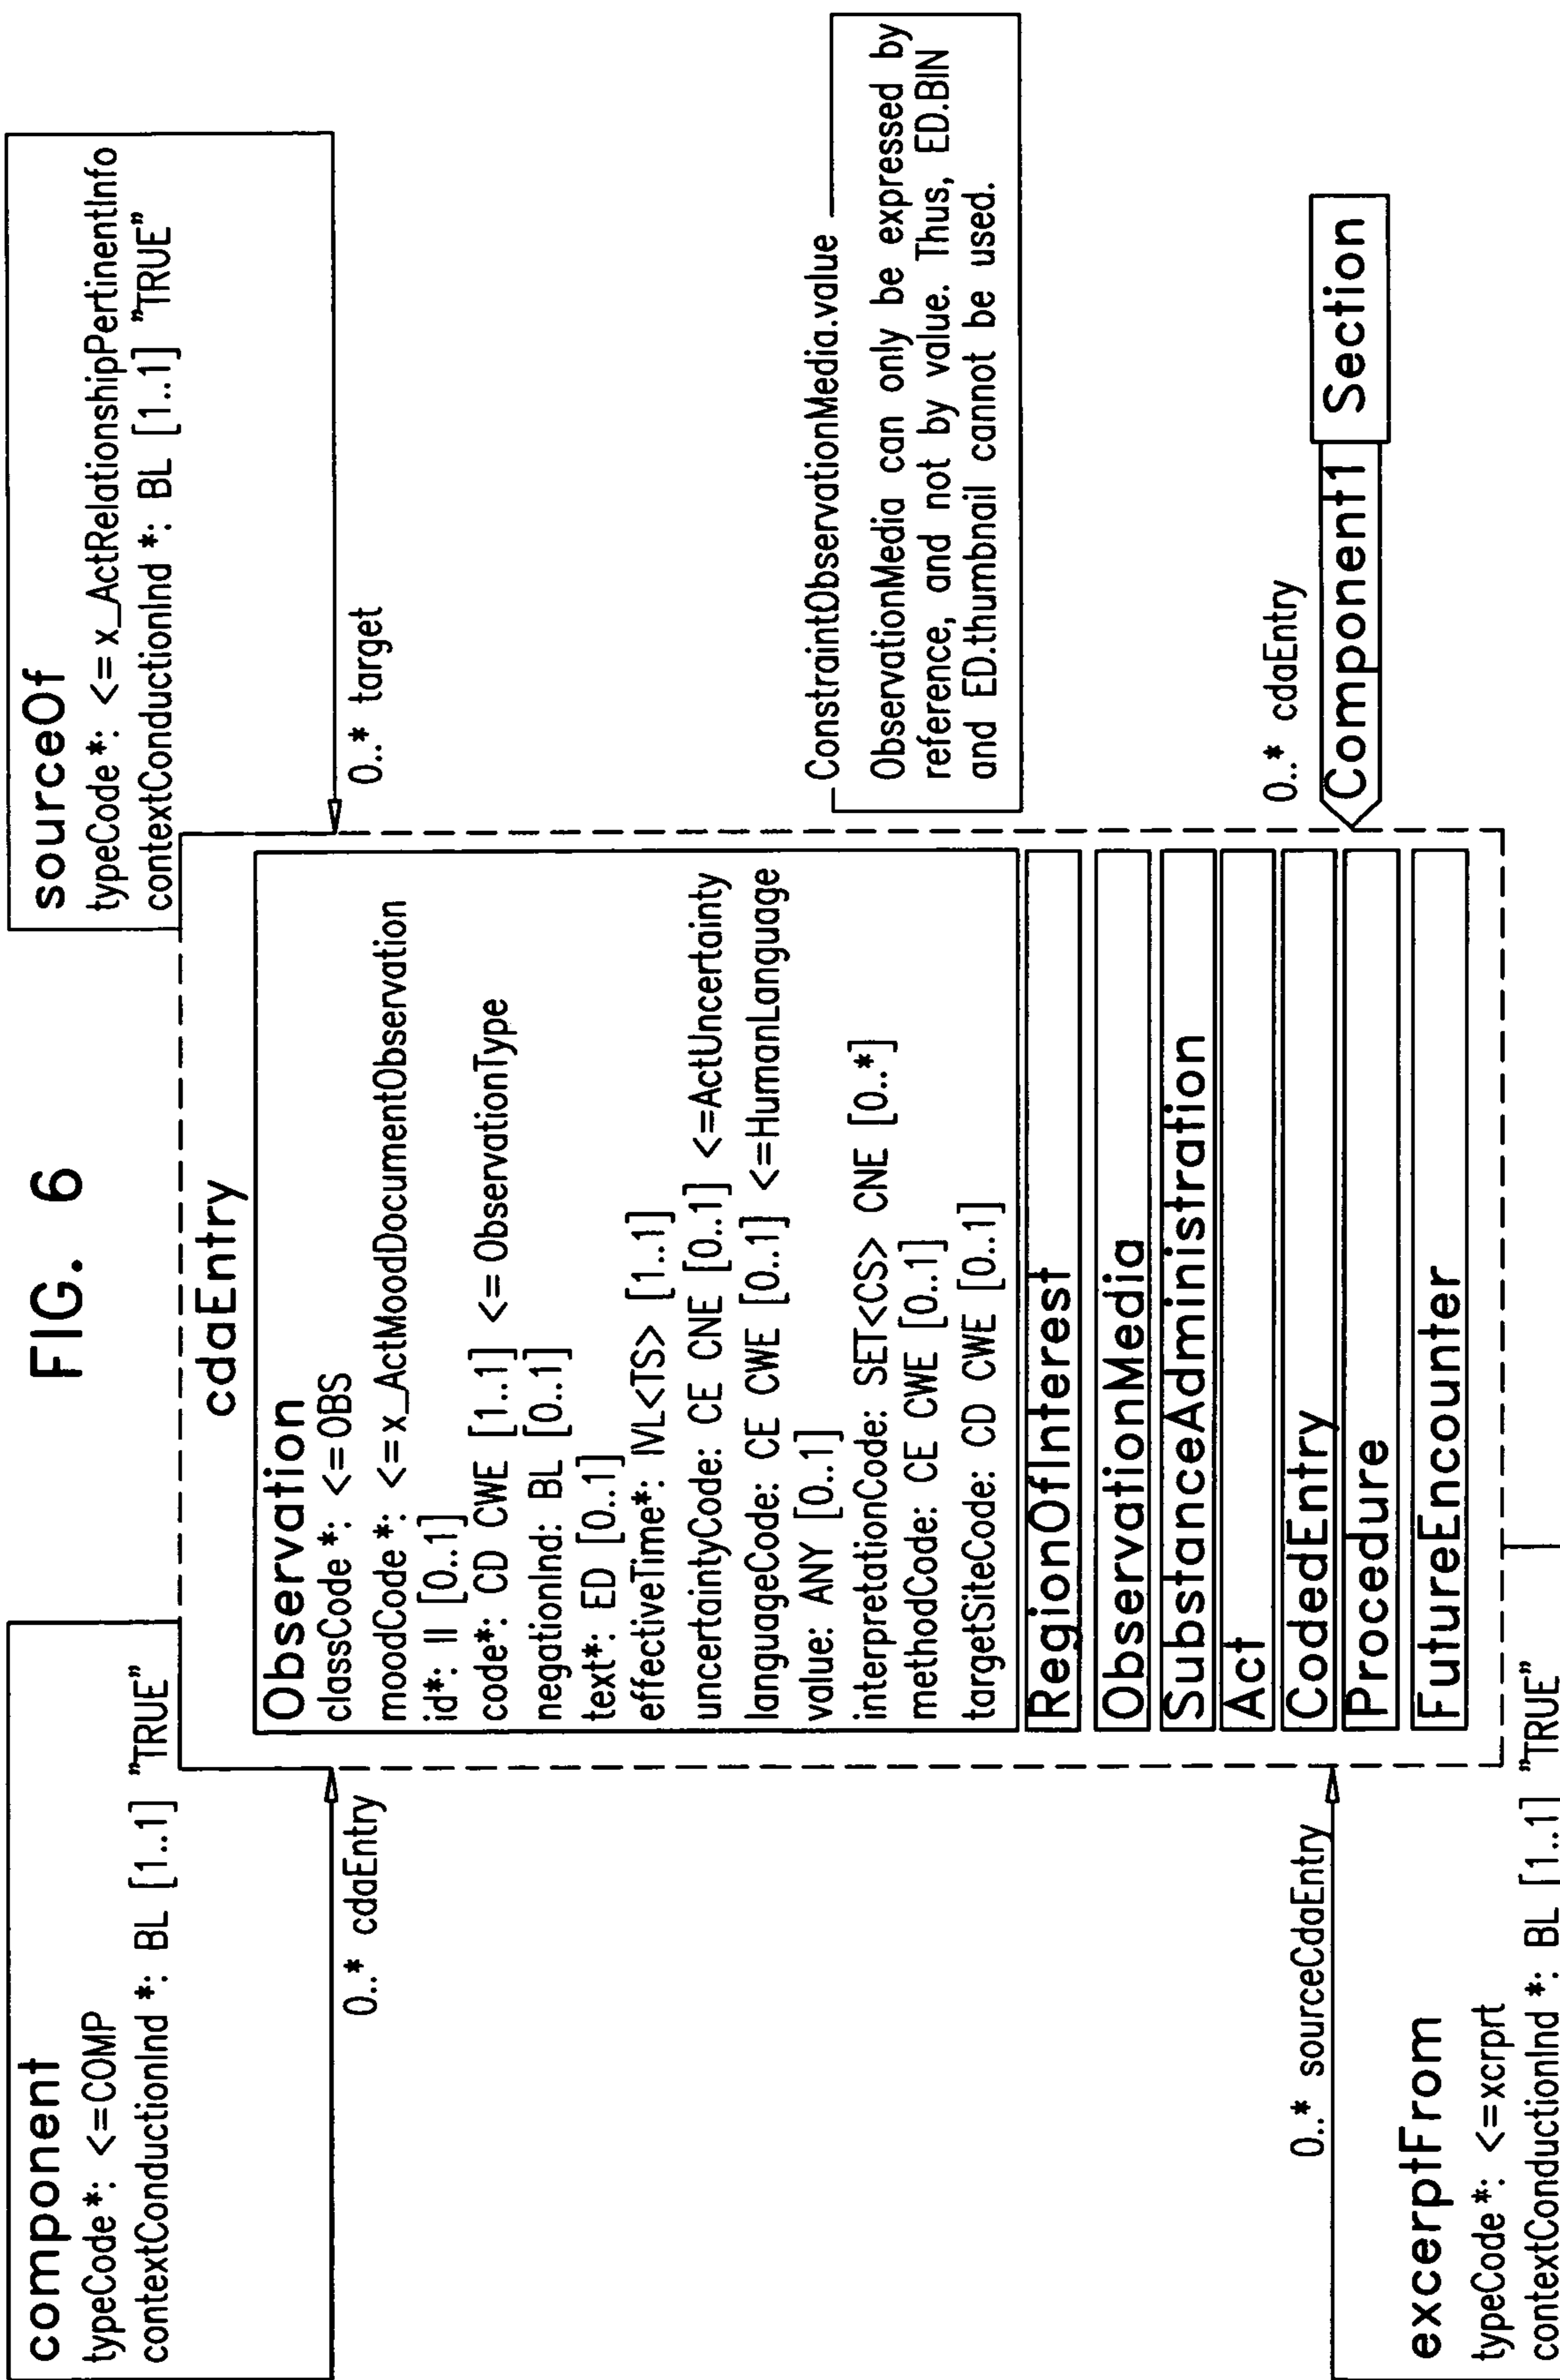 FIG. 6
component
typeCode*: <=COMP
contextConductionInd *: BL [1..1] "TRUE"
0..* cdaEntry
sourceOf
typeCode*: <= x_ActRelationshipPertinentInfo
contextConductionInd *: BL [1..1] "TRUE"
0..* target
cdaEntry
Observation
classCode*: <=OBS
moodCode*: <=x_ActMoodDocumentObservation
id*: II [0..1]
code*: CD CWE [1..1] <= ObservationType
negationInd: BL [0..1]
text*: ED [0..1]
effectiveTime*: IVL<TS> [1..1]
uncertaintyCode: CE CNE [0..1] <=ActUncertainty
languageCode: CE CWE [0..1] <=HumanLanguage
value: ANY [0..1]
interpretationCode: SET<CS> CNE [0..*]
methodCode: CE CWE [0..1]
targetSiteCode: CD CWE [0..1]
RegionOfInterest
ObservationMedia
SubstanceAdministration
Act
CodedEntry
Procedure
FutureEncounter
ConstraintObservationMedia.value
ObservationMedia can only be expressed by
reference, and not by value. Thus, ED.BIN
and ED.thumbnail cannot be used.
0..* cdaEntry
Component1 Section
0..* sourceCdaEntry
excerptFrom
typeCode*: <=xcrprt
contextConductionInd *: BL [1..1] "TRUE"